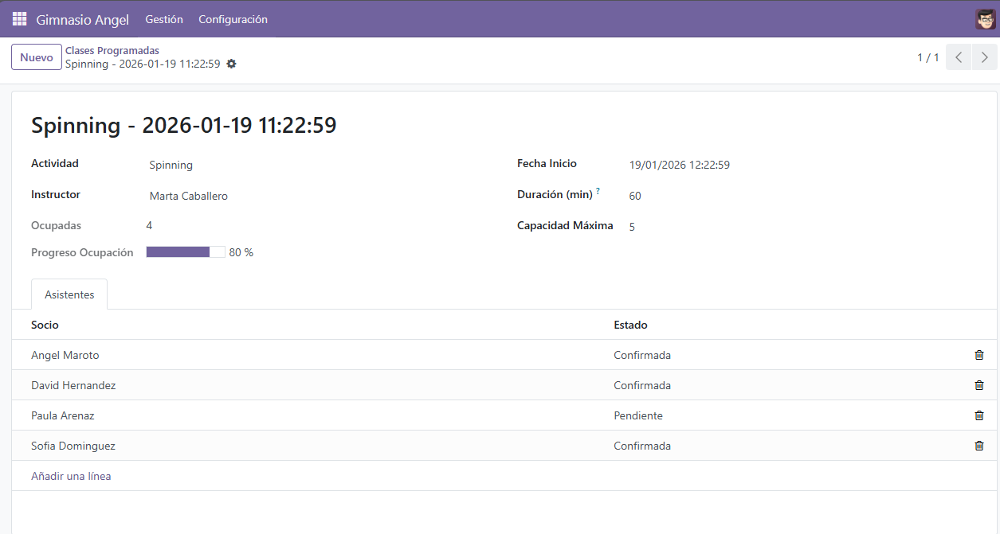 Gimnasio Angel Gestión Configuración
Nuevo
Clases Programadas
Spinning - 2026-01-19 11:22:59
1 / 1
Spinning - 2026-01-19 11:22:59
Actividad Spinning
Fecha Inicio 19/01/2026 12:22:59
Instructor Marta Caballero
Duración (min) ? 60
Ocupadas 4
Capacidad Máxima 5
Progreso Ocupación 80 %
Asistentes
Socio Estado
Angel Maroto Confirmada
David Hernandez Confirmada
Paula Arenaz Pendiente
Sofia Dominguez Confirmada
Añadir una línea